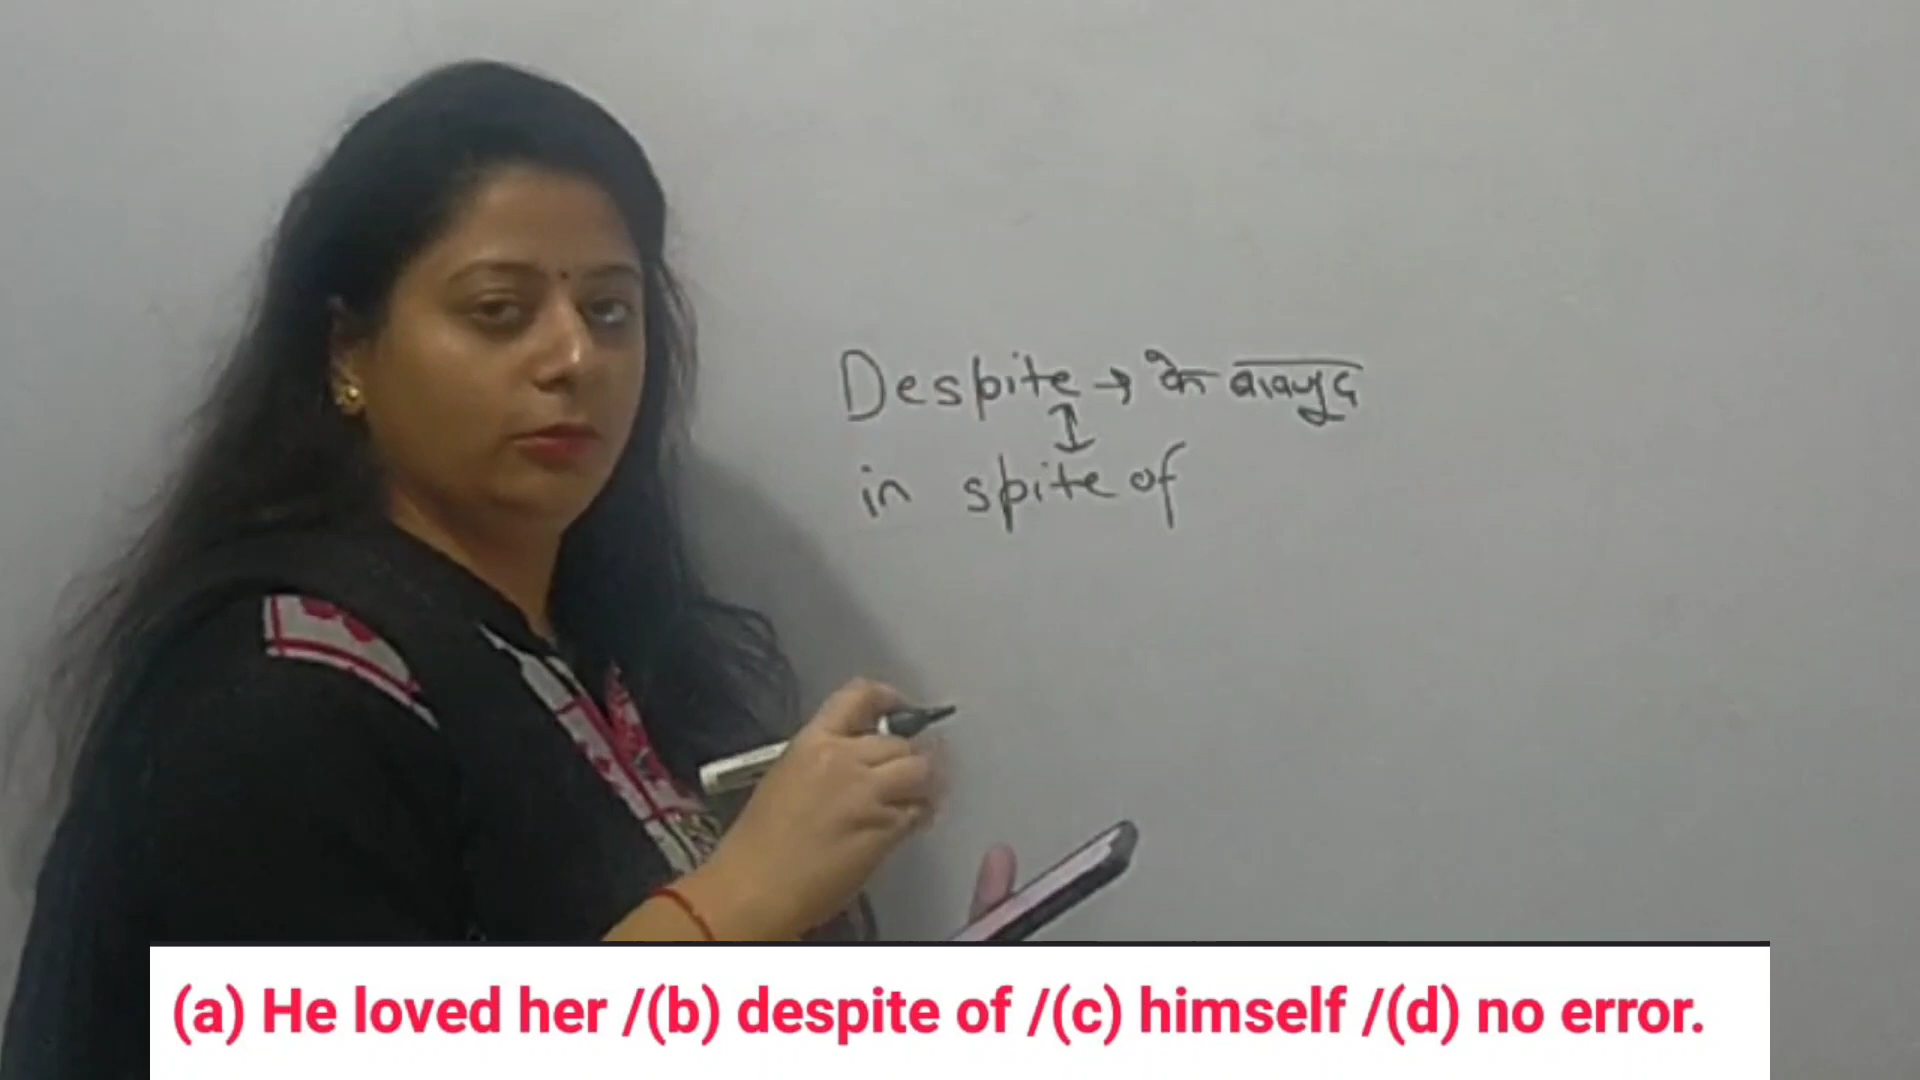 Despite → के बावजूद
↕
in spite of
(a) He loved her /(b) despite of /(c) himself /(d) no error.